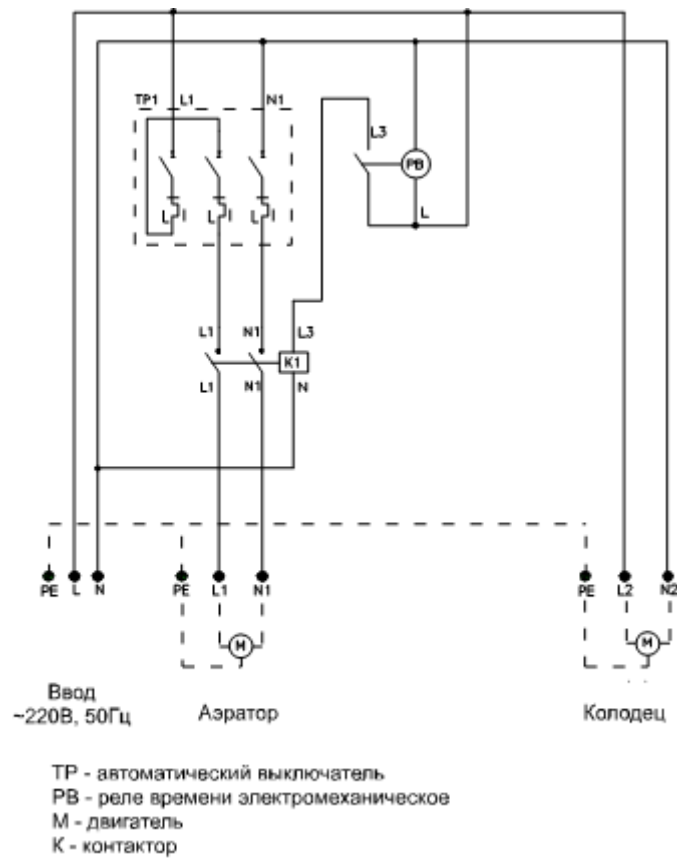 TP1 L1 N1
L3
PB
L
L1 N1 L3
K1
L1 N1 N
PE L N PE L1 N1 PE L2 N2
M M
Ввод
~220В, 50Гц Аэратор Колодец
ТР - автоматический выключатель
РВ - реле времени электромеханическое
М - двигатель
К - контактор